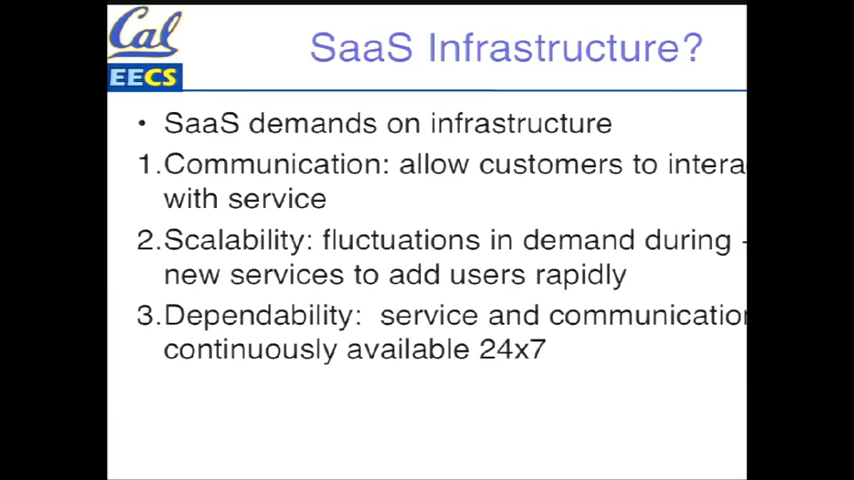 Cal
EECS
SaaS Infrastructure?
• SaaS demands on infrastructure
1.Communication: allow customers to intera
with service
2.Scalability: fluctuations in demand during -
new services to add users rapidly
3.Dependability: service and communication
continuously available 24x7